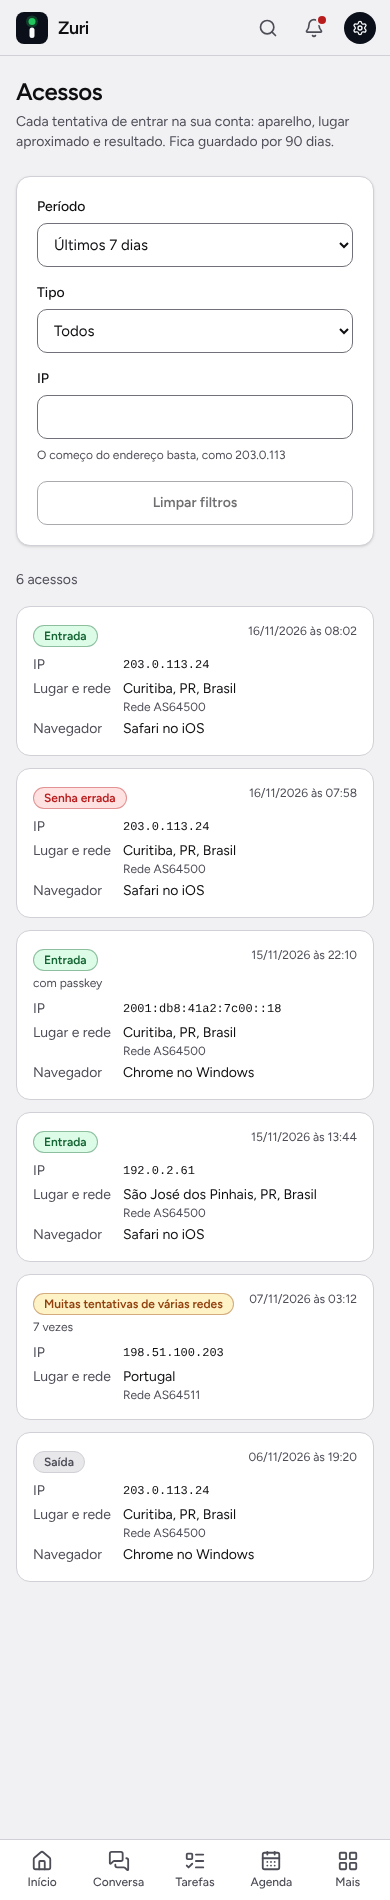 Zuri
Acessos
Cada tentativa de entrar na sua conta: aparelho, lugar
aproximado e resultado. Fica guardado por 90 dias.
Período
Últimos 7 dias
Tipo
Todos
IP
O começo do endereço basta, como 203.0.113
Limpar filtros
6 acessos
Entrada 16/11/2026 às 08:02
IP 203.0.113.24
Lugar e rede Curitiba, PR, Brasil
Rede AS64500
Navegador Safari no iOS
Senha errada 16/11/2026 às 07:58
IP 203.0.113.24
Lugar e rede Curitiba, PR, Brasil
Rede AS64500
Navegador Safari no iOS
Entrada 15/11/2026 às 22:10
com passkey
IP 2001:db8:41a2:7c00::18
Lugar e rede Curitiba, PR, Brasil
Rede AS64500
Navegador Chrome no Windows
Entrada 15/11/2026 às 13:44
IP 192.0.2.61
Lugar e rede São José dos Pinhais, PR, Brasil
Rede AS64500
Navegador Safari no iOS
Muitas tentativas de várias redes 07/11/2026 às 03:12
7 vezes
IP 198.51.100.203
Lugar e rede Portugal
Rede AS64511
Saída 06/11/2026 às 19:20
IP 203.0.113.24
Lugar e rede Curitiba, PR, Brasil
Rede AS64500
Navegador Chrome no Windows
Início Conversa Tarefas Agenda Mais